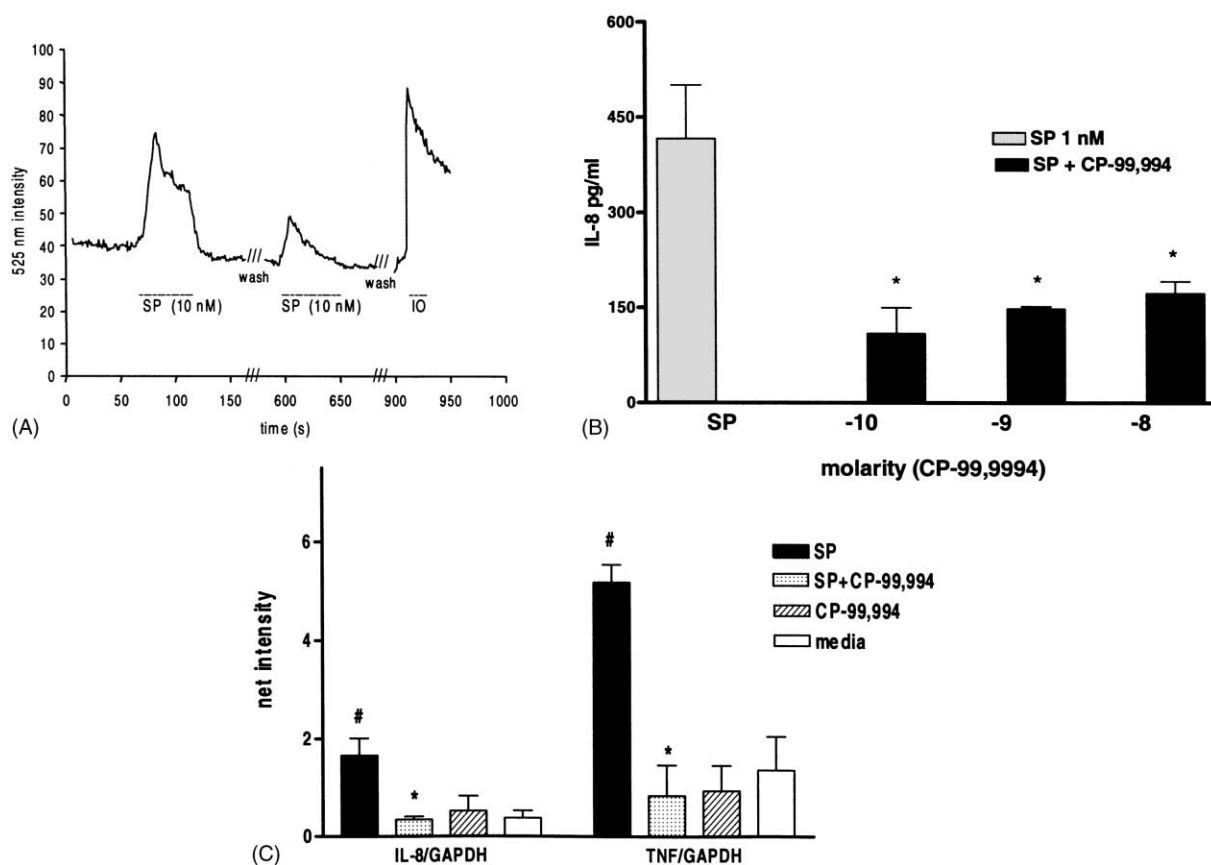 100
90
80
70
60
50
40
30
20
10
0
525 nm intensity
/// wash /// wash
SP (10 nM) SP (10 nM) IO
0 50 100 150 600 650 900 950 1000
time (s)
(A)
600
450
300
150
0
IL-8 pg/ml
SP 1 nM
SP + CP-99,994
* * *
SP -10 -9 -8
molarity (CP-99,9994)
(B)
6
4
2
0
net intensity
# * # *
SP
SP+CP-99,994
CP-99,994
media
IL-8/GAPDH TNF/GAPDH
(C)